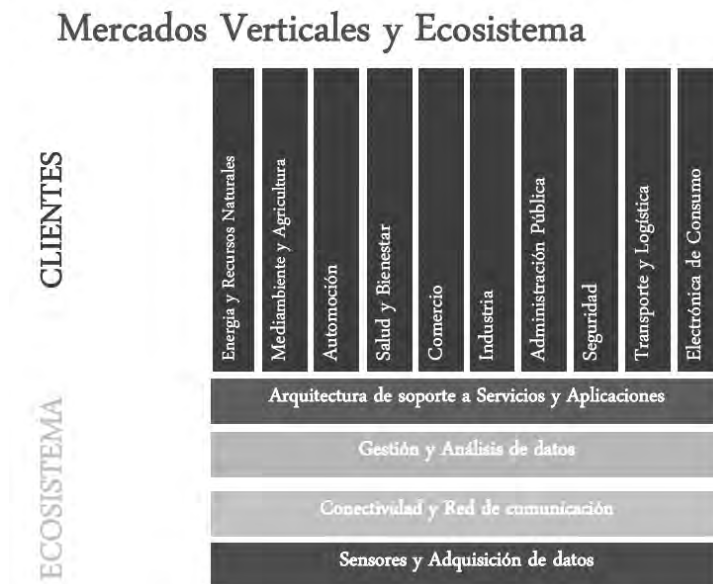 Mercados Verticales y Ecosistema
CLIENTES
Energia y Recursos Naturales
Mediambiente y Agricultura
Automoción
Salud y Bienestar
Comercio
Industria
Administración Pública
Seguridad
Transporte y Logística
Electrónica de Consumo
ECOSISTEMA
Arquitectura de soporte a Servicios y Aplicaciones
Gestión y Análisis de datos
Conectividad y Red de comunicación
Sensores y Adquisición de datos